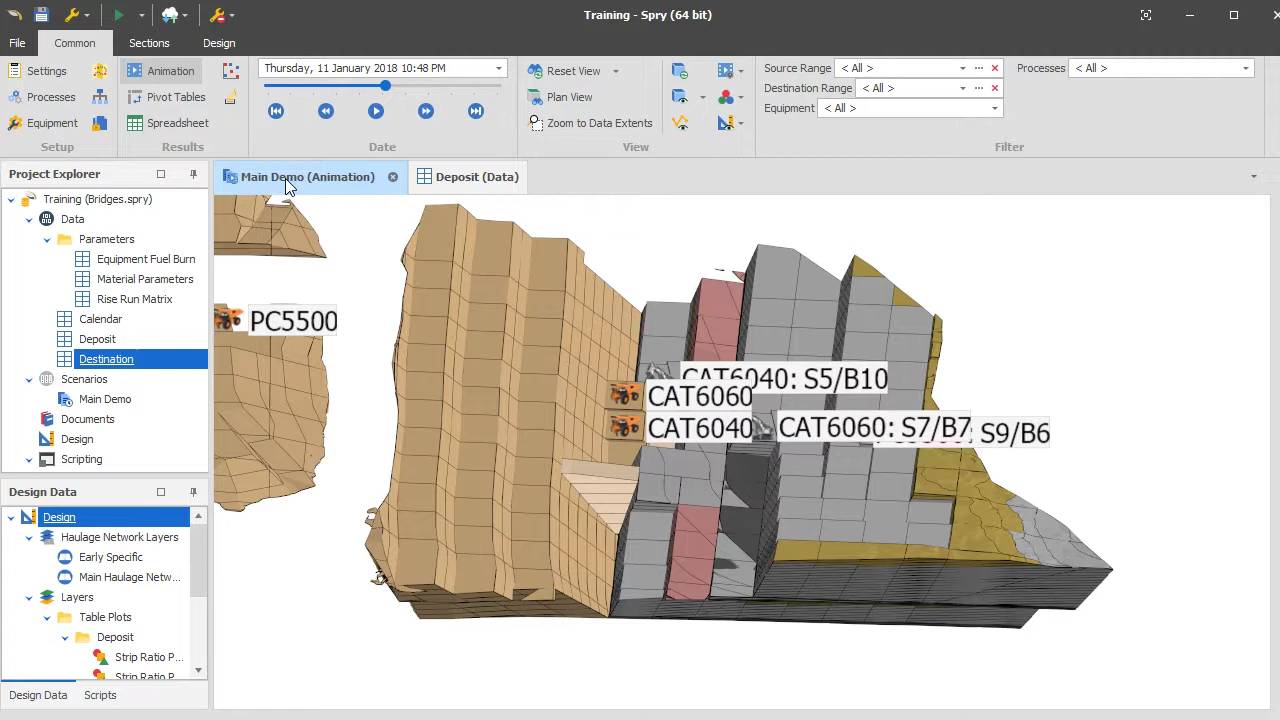 Training - Spry (64 bit)
File
Common
Sections
Design
Settings
Processes
Equipment
Setup
Animation
Pivot Tables
Spreadsheet
Results
Thursday, 11 January 2018 10:48 PM
Date
Reset View
Plan View
Zoom to Data Extents
View
Source Range
< All >
Destination Range
< All >
Equipment
< All >
Processes
< All >
Filter
Project Explorer
Training (Bridges.spry)
Data
Parameters
Equipment Fuel Burn
Material Parameters
Rise Run Matrix
Calendar
Deposit
Destination
Scenarios
Main Demo
Documents
Design
Scripting
Design Data
Design
Haulage Network Layers
Early Specific
Main Haulage Netw...
Layers
Table Plots
Deposit
Strip Ratio P...
Strip Ratio P...
Design Data
Scripts
Main Demo (Animation)
Deposit (Data)
PC5500
CAT6040: S5/B10
CAT6060
CAT6040
CAT6060: S7/B7
S9/B6